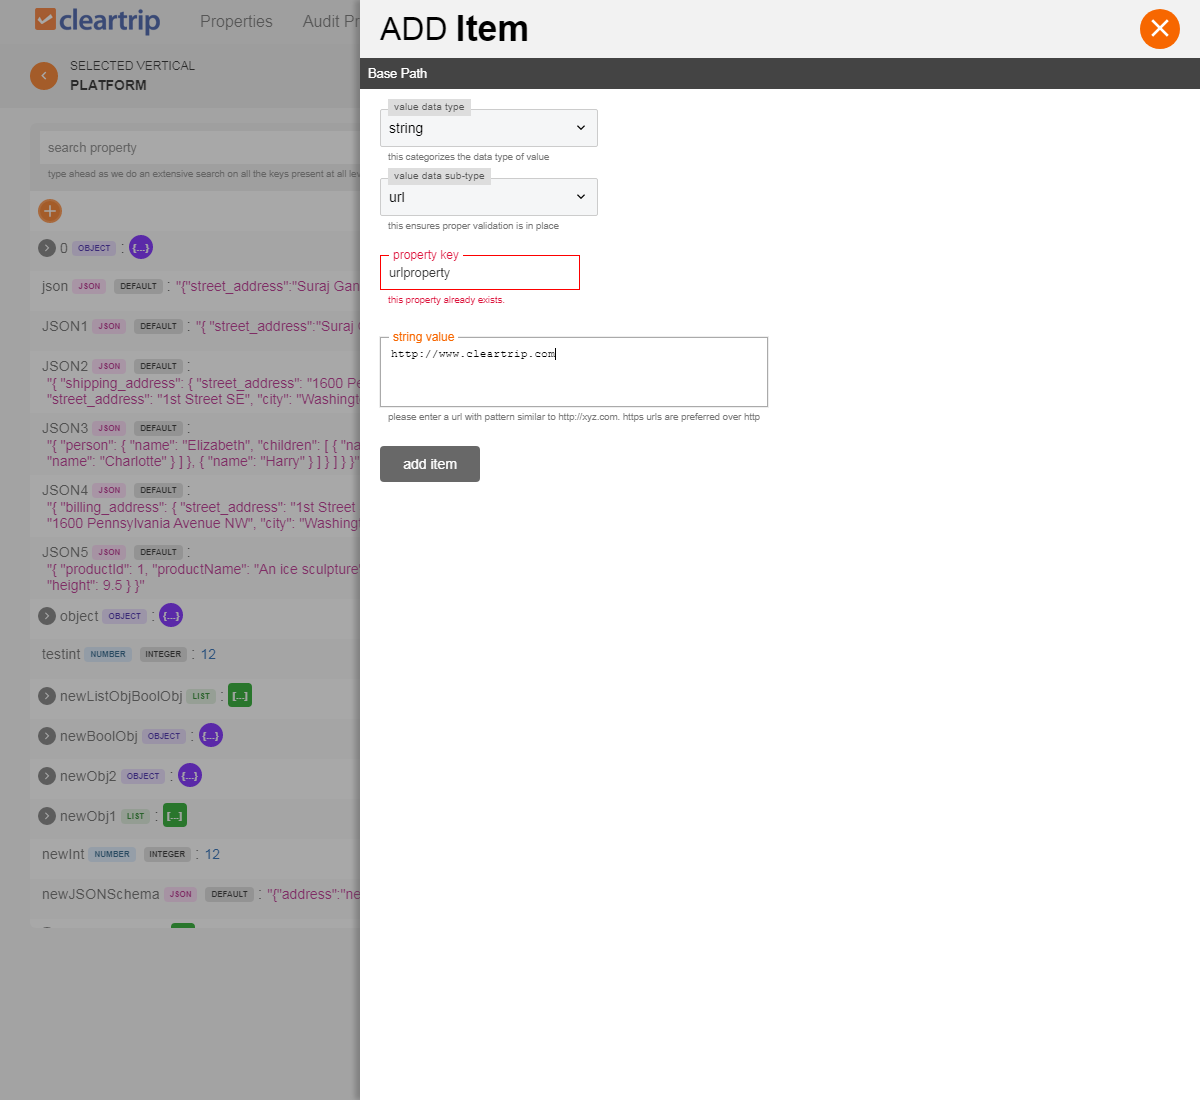 cleartrip
Properties
Audit Pr
SELECTED VERTICAL
PLATFORM
search property
type ahead as we do an extensive search on all the keys present at all lev
0 OBJECT : {...}
json JSON DEFAULT : "{"street_address":"Suraj Gan
JSON1 JSON DEFAULT : "{ "street_address":"Suraj
JSON2 JSON DEFAULT :
"{ "shipping_address": { "street_address": "1600 Pe
"street_address": "1st Street SE", "city": "Washingt
JSON3 JSON DEFAULT :
"{ "person": { "name": "Elizabeth", "children": [ { "na
"name": "Charlotte" } ] }, { "name": "Harry" } ] } ] } }"
JSON4 JSON DEFAULT :
"{ "billing_address": { "street_address": "1st Street
"1600 Pennsylvania Avenue NW", "city": "Washingt
JSON5 JSON DEFAULT :
"{ "productId": 1, "productName": "An ice sculpture"
"height": 9.5 } }"
object OBJECT : {...}
testint NUMBER INTEGER : 12
newListObjBoolObj LIST : [...]
newBoolObj OBJECT : {...}
newObj2 OBJECT : {...}
newObj1 LIST : [...]
newInt NUMBER INTEGER : 12
newJSONSchema JSON DEFAULT : "{"address":"ne
ADD Item
Base Path
value data type
string
this categorizes the data type of value
value data sub-type
url
this ensures proper validation is in place
property key
urlproperty
this property already exists.
string value
http://www.cleartrip.com
please enter a url with pattern similar to http://xyz.com. https urls are preferred over http
add item